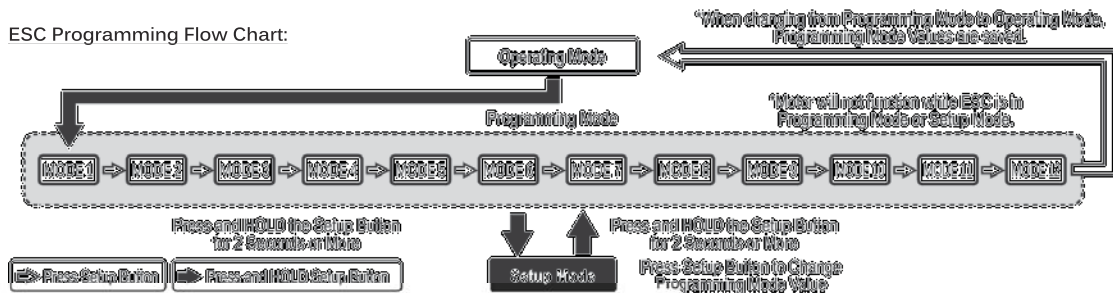 ESC Programming Flow Chart:
*When changing from Programming Mode to Operating Mode,
Programming Mode Values are saved.
Operating Mode
*Motor will not function while ESC is in
Programming Mode or Setup Mode.
Programming Mode
MODE1 MODE2 MODE3 MODE4 MODE5 MODE6 MODE7 MODE8 MODE9 MODE10 MODE11 MODE12
Press and HOLD the Setup Button
for 2 Seconds or More
Press and HOLD the Setup Button
for 2 Seconds or More
Press Setup Button
Press and HOLD Setup Button
Setup Mode
Press Setup Button to Change
Programming Mode Value